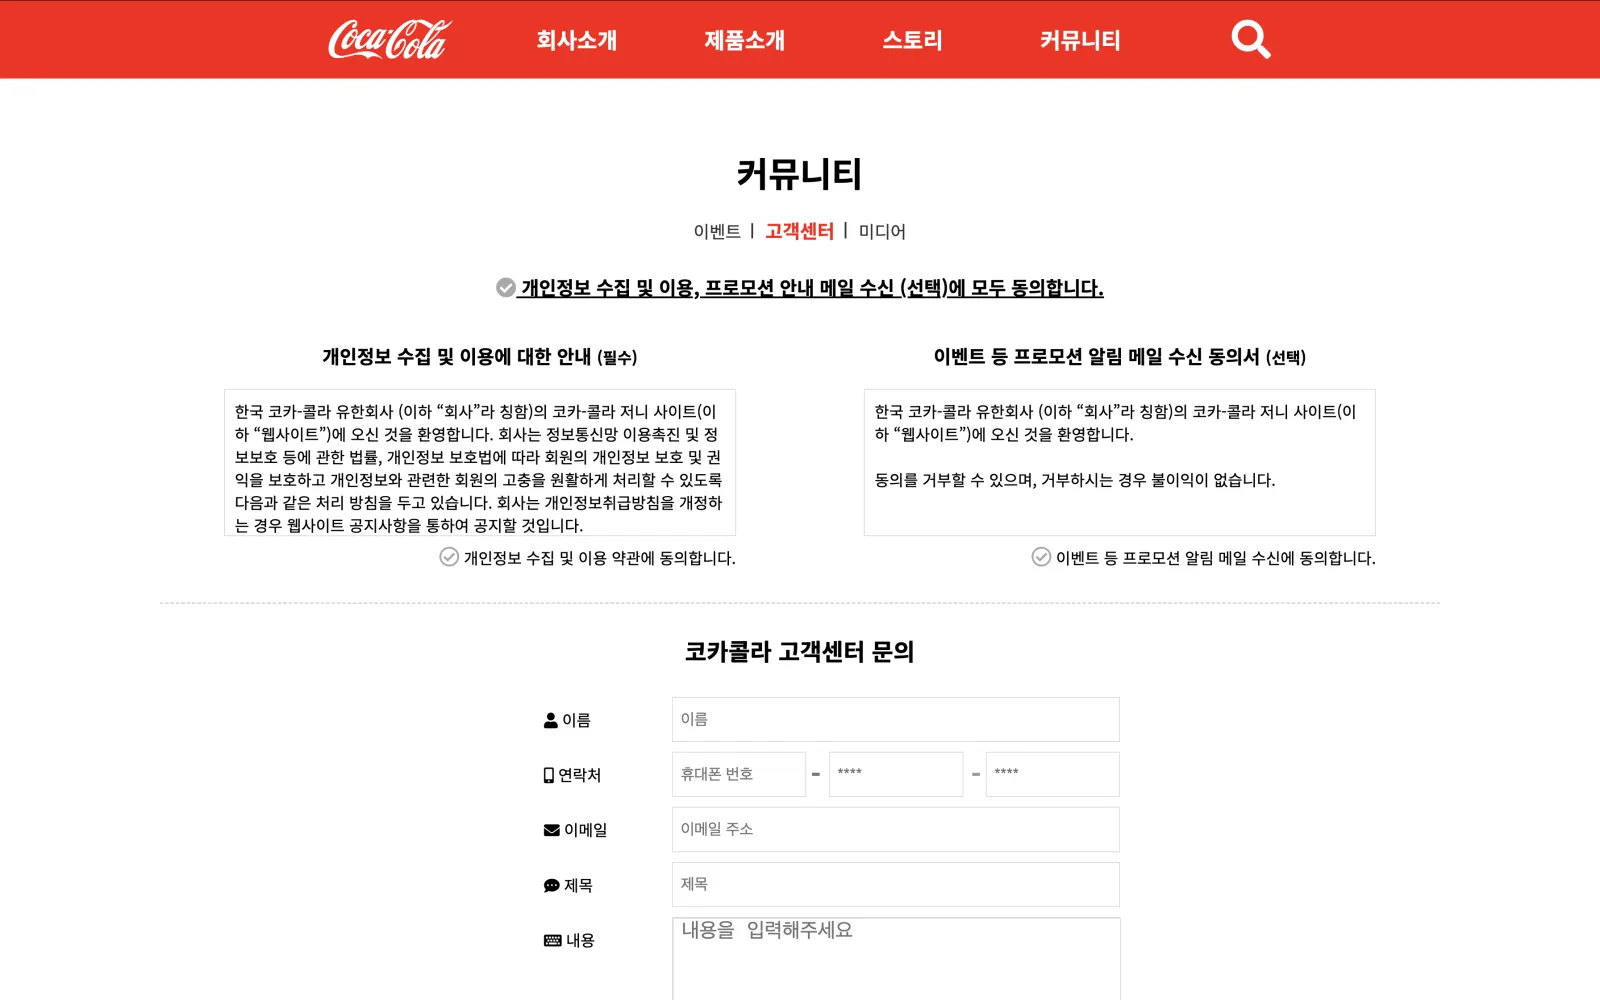 Coca-Cola 회사소개 제품소개 스토리 커뮤니티
커뮤니티
이벤트 | 고객센터 | 미디어
개인정보 수집 및 이용, 프로모션 안내 메일 수신 (선택)에 모두 동의합니다.
개인정보 수집 및 이용에 대한 안내 (필수)
한국 코카-콜라 유한회사 (이하 “회사”라 칭함)의 코카-콜라 저니 사이트(이
하 “웹사이트”)에 오신 것을 환영합니다. 회사는 정보통신망 이용촉진 및 정
보보호 등에 관한 법률, 개인정보 보호법에 따라 회원의 개인정보 보호 및 권
익을 보호하고 개인정보와 관련한 회원의 고충을 원활하게 처리할 수 있도록
다음과 같은 처리 방침을 두고 있습니다. 회사는 개인정보취급방침을 개정하
는 경우 웹사이트 공지사항을 통하여 공지할 것입니다.
개인정보 수집 및 이용 약관에 동의합니다.
이벤트 등 프로모션 알림 메일 수신 동의서 (선택)
한국 코카-콜라 유한회사 (이하 “회사”라 칭함)의 코카-콜라 저니 사이트(이
하 “웹사이트”)에 오신 것을 환영합니다.
동의를 거부할 수 있으며, 거부하시는 경우 불이익이 없습니다.
이벤트 등 프로모션 알림 메일 수신에 동의합니다.
코카콜라 고객센터 문의
이름 이름
연락처 휴대폰 번호 - **** - ****
이메일 이메일 주소
제목 제목
내용 내용을 입력해주세요